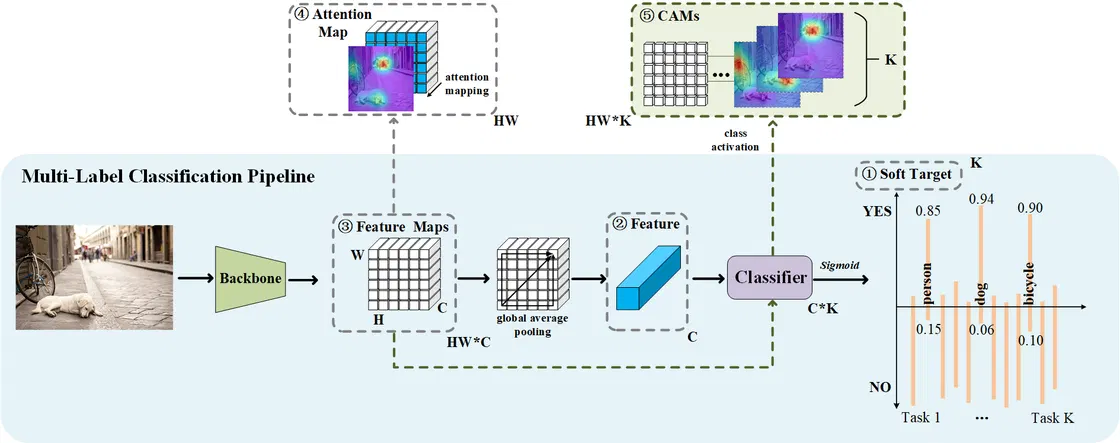 ④ Attention
Map
attention
mapping
HW
⑤ CAMs
...
K
HW*K
class
activation
Multi-Label Classification Pipeline
Backbone
③ Feature Maps
W
H
C
HW*C
global average
pooling
② Feature
C
Classifier
C*K
Sigmoid
① Soft Target
K
YES
0.85
0.94
0.90
person
dog
bicycle
0.15
0.06
0.10
NO
Task 1
...
Task K